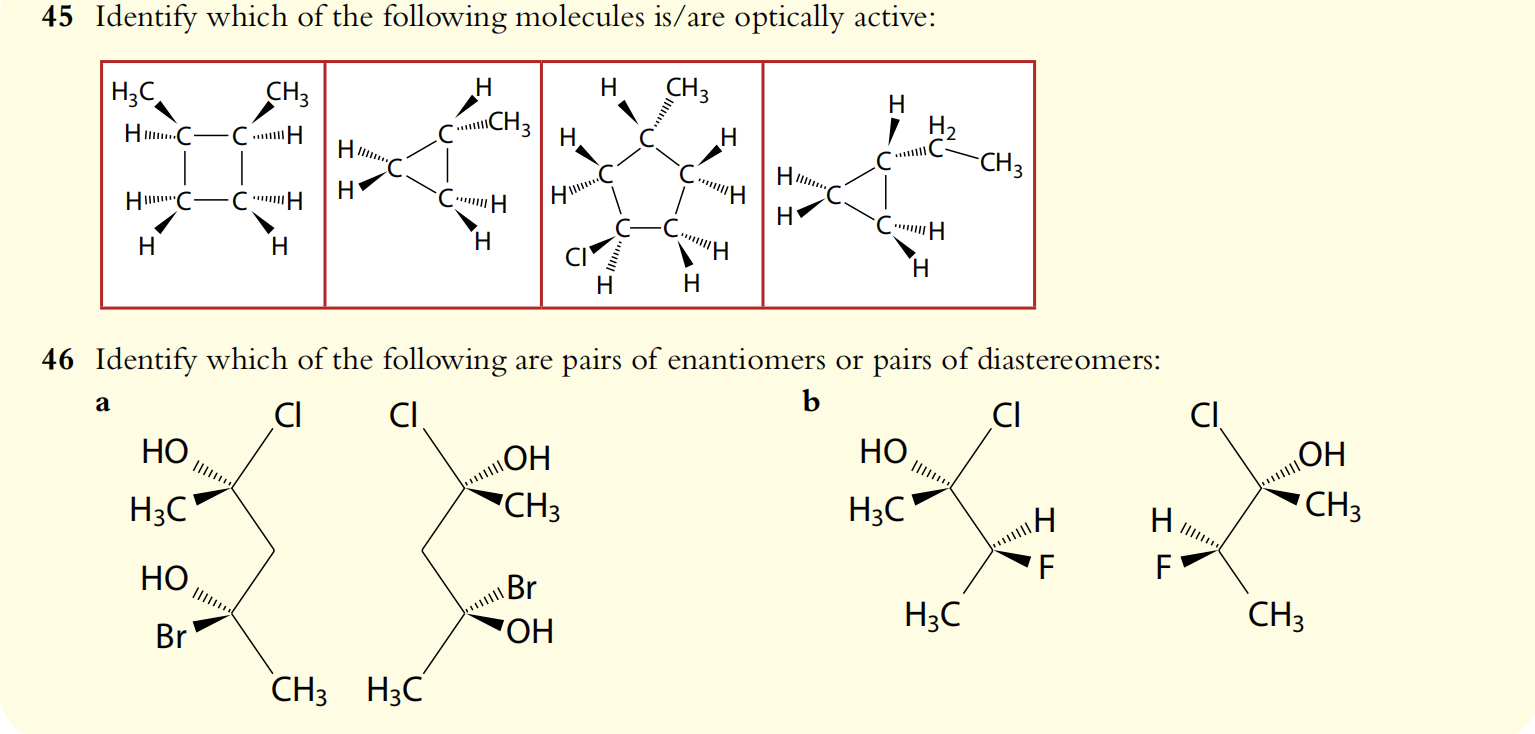 45 Identify which of the following molecules is/are optically active:
H₃C CH₃
H C C H
H C C H
H H
H
C CH₃
H C
H C H
H
H CH₃
H C H
H C C H
Cl C C H
H H
H
H₂
C C CH₃
H C
H C H
H
46 Identify which of the following are pairs of enantiomers or pairs of diastereomers:
a
Cl Cl
HO OH
H₃C CH₃
HO Br
Br OH
CH₃ H₃C
b
Cl Cl
HO OH
H₃C CH₃
H H
F F
H₃C CH₃